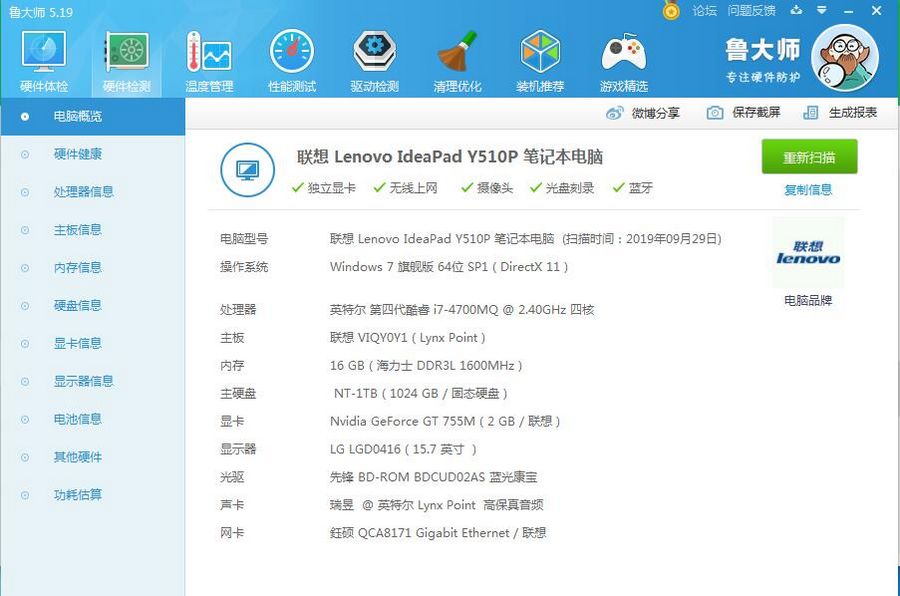 鲁大师 5.19
论坛 问题反馈
硬件体检 硬件检测 温度管理 性能测试 驱动检测 清理优化 装机推荐 游戏精选
鲁大师
专注硬件防护
微博分享 保存截屏 生成报表
电脑概览
硬件健康
处理器信息
主板信息
内存信息
硬盘信息
显卡信息
显示器信息
电池信息
其他硬件
功耗估算
联想 Lenovo IdeaPad Y510P 笔记本电脑
独立显卡 无线上网 摄像头 光盘刻录 蓝牙
重新扫描
复制信息
电脑型号 联想 Lenovo IdeaPad Y510P 笔记本电脑 (扫描时间：2019年09月29日)
操作系统 Windows 7 旗舰版 64位 SP1 ( DirectX 11 )
处理器 英特尔 第四代酷睿 i7-4700MQ @ 2.40GHz 四核
主板 联想 VIQY0Y1 ( Lynx Point )
内存 16 GB ( 海力士 DDR3L 1600MHz )
主硬盘 NT-1TB ( 1024 GB / 固态硬盘 )
显卡 Nvidia GeForce GT 755M ( 2 GB / 联想 )
显示器 LG LGD0416 ( 15.7 英寸 )
光驱 先锋 BD-ROM BDCUD02AS 蓝光康宝
声卡 瑞昱 @ 英特尔 Lynx Point 高保真音频
网卡 鈺硕 QCA8171 Gigabit Ethernet / 联想
联想
lenovo
电脑品牌